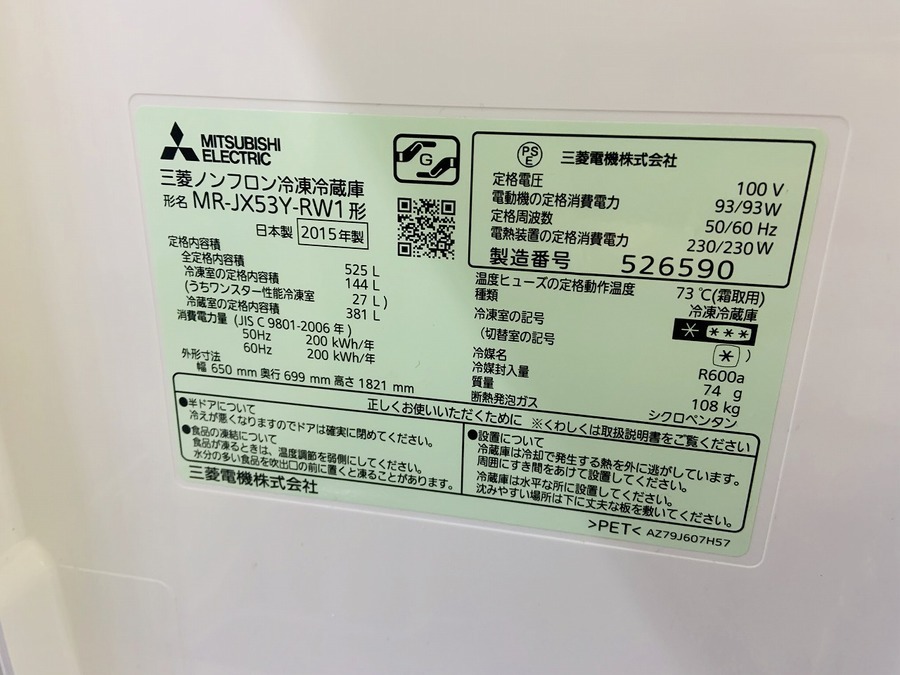 MITSUBISHI
ELECTRIC
G
三菱ノンフロン冷凍冷蔵庫
形名 MR-JX53Y-RW1 形
日本製 2015年製
定格内容積
全定格内容積 525 L
冷凍室の定格内容積 144 L
(うちワンスター性能冷凍室 27 L)
冷蔵室の定格内容積 381 L
消費電力量 (JIS C 9801-2006 年)
50Hz 200 kWh/年
60Hz 200 kWh/年
外形寸法
幅 650 mm 奥行 699 mm 高さ 1821 mm
PSE 三菱電機株式会社
定格電圧 100 V
電動機の定格消費電力 93/93W
定格周波数 50/60 Hz
電熱装置の定格消費電力 230/230W
製造番号 526590
温度ヒューズの定格動作温度 73℃(霜取用)
種類 冷凍冷蔵庫
冷凍室の記号 * ***
(切替室の記号 * )
冷媒名 R600a
冷媒封入量 74 g
質量 108 kg
断熱発泡ガス シクロペンタン
正しくお使いいただくために ※くわしくは取扱説明書をご覧ください
●半ドアについて
冷えが悪くなりますのでドアは確実に閉めてください。
●食品の凍結について
食品が凍るときは、温度調節を弱側にしてください。
水分の多い食品を吹出口の前に置くと凍ることがあります。
●設置について
冷蔵庫は冷却で発生する熱を外に逃がしています。
周囲にすき間をあけて設置してください。
冷蔵庫は水平な所に設置してください。
沈みやすい場所は下に丈夫な板を敷いてください。
三菱電機株式会社
>PET< AZ79J607H57